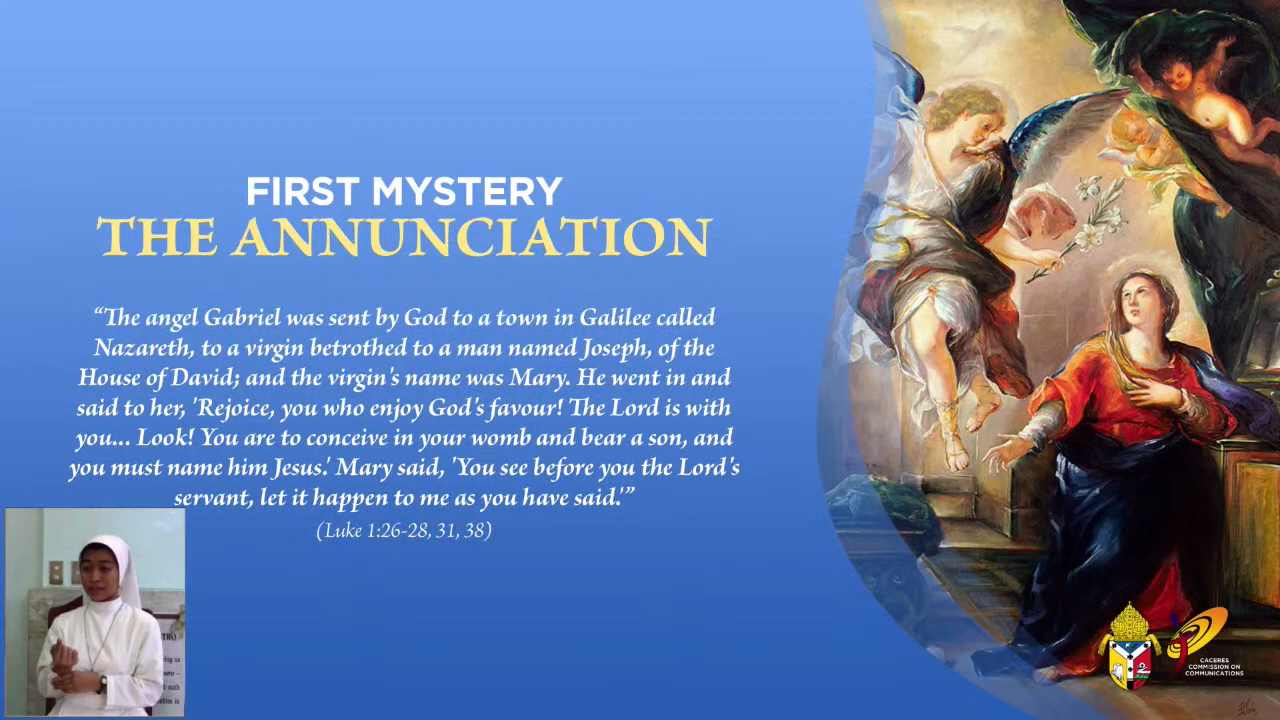 FIRST MYSTERY
THE ANNUNCIATION
“The angel Gabriel was sent by God to a town in Galilee called
Nazareth, to a virgin betrothed to a man named Joseph, of the
House of David; and the virgin's name was Mary. He went in and
said to her, 'Rejoice, you who enjoy God's favour! The Lord is with
you... Look! You are to conceive in your womb and bear a son, and
you must name him Jesus.' Mary said, 'You see before you the Lord's
servant, let it happen to me as you have said.'”
(Luke 1:26-28, 31, 38)
CACERES
COMMISSION ON
COMMUNICATIONS